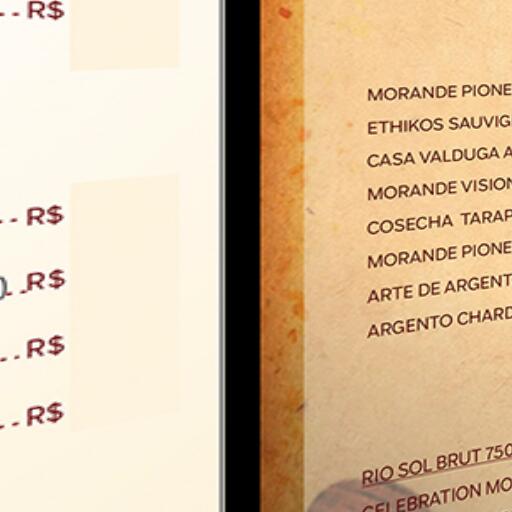 R$
R$
R$
R$
R$
MORANDE PIONE
ETHIKOS SAUVIG
CASA VALDUGA A
MORANDE VISION
COSECHA TARAP
MORANDE PIONE
ARTE DE ARGENT
ARGENTO CHARD
RIO SOL BRUT 750
CELEBRATION MO